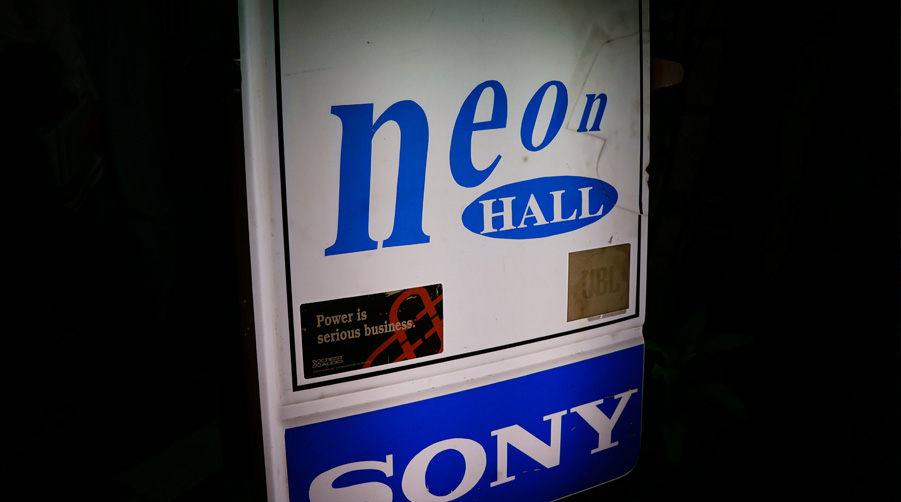 neon
HALL
JBL
Power is
serious business.
SONY